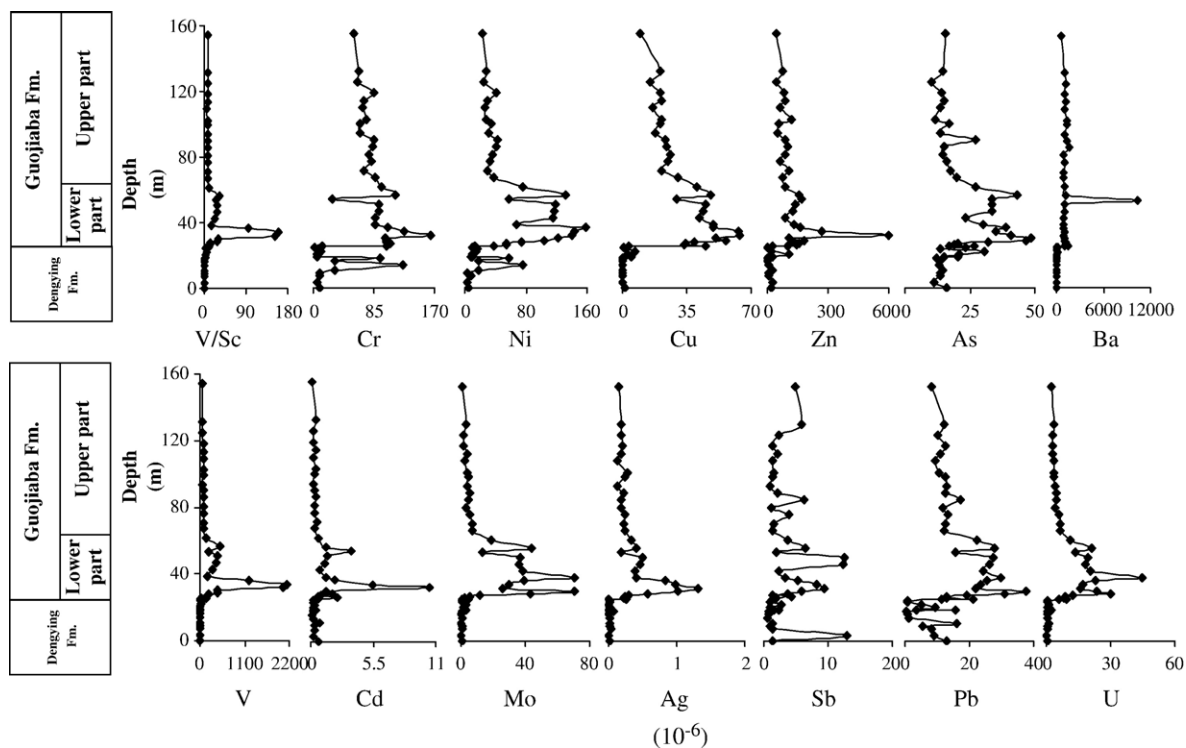 Guojiaba Fm.
Upper part
Lower part
Dengying Fm.
Depth (m)
160
120
80
40
0
0 180
V/Sc
0 85 170
Cr
0 80 160
Ni
0 35 70
Cu
0 300 600
Zn
0 25 50
As
0 6000 12000
Ba
Guojiaba Fm.
Upper part
Lower part
Dengying Fm.
Depth (m)
160
120
80
40
0
0 1100 2200
V
0 5.5 11
Cd
0 40 80
Mo
0 1 2
Ag
0 10 20
Sb
0 20 40
Pb
0 30 60
U
(10⁻⁶)